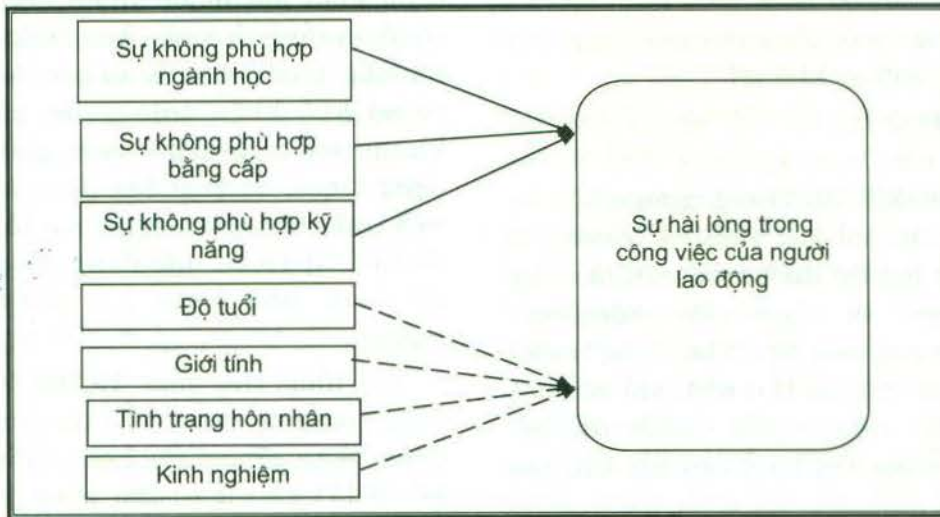 Sự không phù hợp
ngành học
Sự không phù hợp
bằng cấp
Sự không phù hợp kỹ
năng
Độ tuổi
Giới tính
Tình trạng hôn nhân
Kinh nghiệm
Sự hài lòng trong
công việc của người
lao động